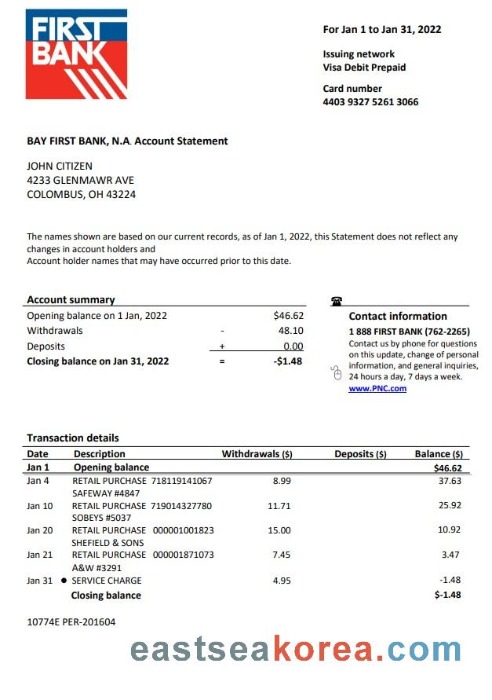 FIRST
BANK
For Jan 1 to Jan 31, 2022
Issuing network
Visa Debit Prepaid
Card number
4403 9327 5261 3066
BAY FIRST BANK, N.A. Account Statement
JOHN CITIZEN
4233 GLENMAWR AVE
COLOMBUS, OH 43224
The names shown are based on our current records, as of Jan 1, 2022, this Statement does not reflect any
changes in account holders and
Account holder names that may have occurred prior to this date.
Account summary
Opening balance on 1 Jan, 2022 $46.62
Withdrawals - 48.10
Deposits + 0.00
Closing balance on Jan 31, 2022 = -$1.48
Contact information
1 888 FIRST BANK (762-2265)
Contact us by phone for questions
on this update, change of personal
information, and general inquiries,
24 hours a day, 7 days a week.
www.PNC.com
Transaction details
Date Description Withdrawals ($) Deposits ($) Balance ($)
Jan 1 Opening balance $46.62
Jan 4 RETAIL PURCHASE 718119141067 8.99 37.63
SAFEWAY #4847
Jan 10 RETAIL PURCHASE 719014327780 11.71 25.92
SOBEYS #5037
Jan 20 RETAIL PURCHASE 000001001823 15.00 10.92
SHEFIELD & SONS
Jan 21 RETAIL PURCHASE 000001871073 7.45 3.47
A&W #3291
Jan 31 ● SERVICE CHARGE 4.95 -1.48
Closing balance $-1.48
10774E PER-201604
eastseakorea.com